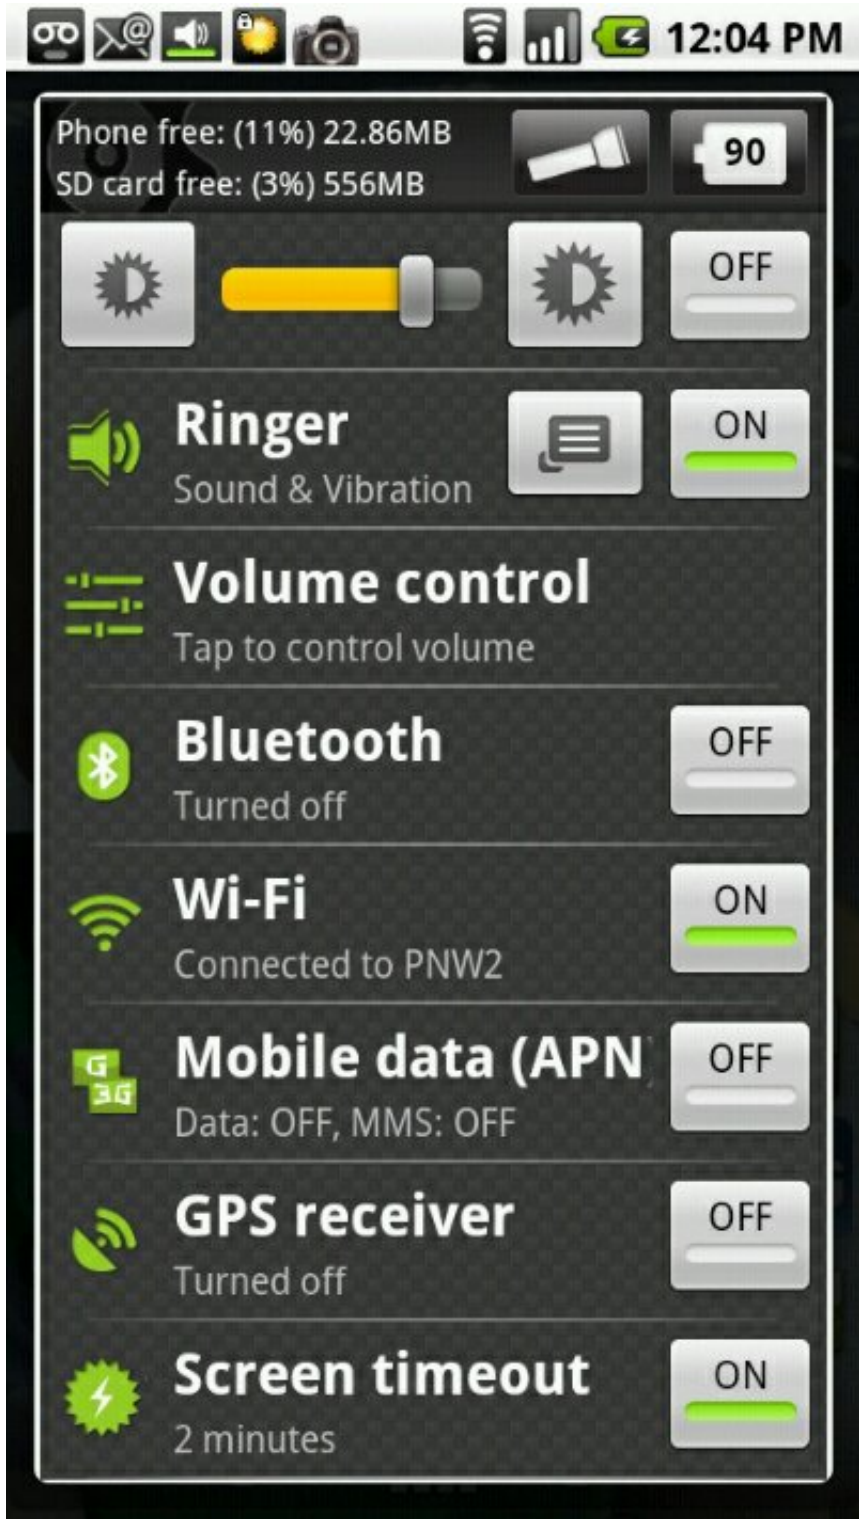 12:04 PM
Phone free: (11%) 22.86MB
90
SD card free: (3%) 556MB
OFF
Ringer
ON
Sound & Vibration
Volume control
Tap to control volume
Bluetooth
OFF
Turned off
Wi-Fi
ON
Connected to PNW2
Mobile data (APN)
OFF
G
3G
Data: OFF, MMS: OFF
GPS receiver
OFF
Turned off
Screen timeout
ON
2 minutes